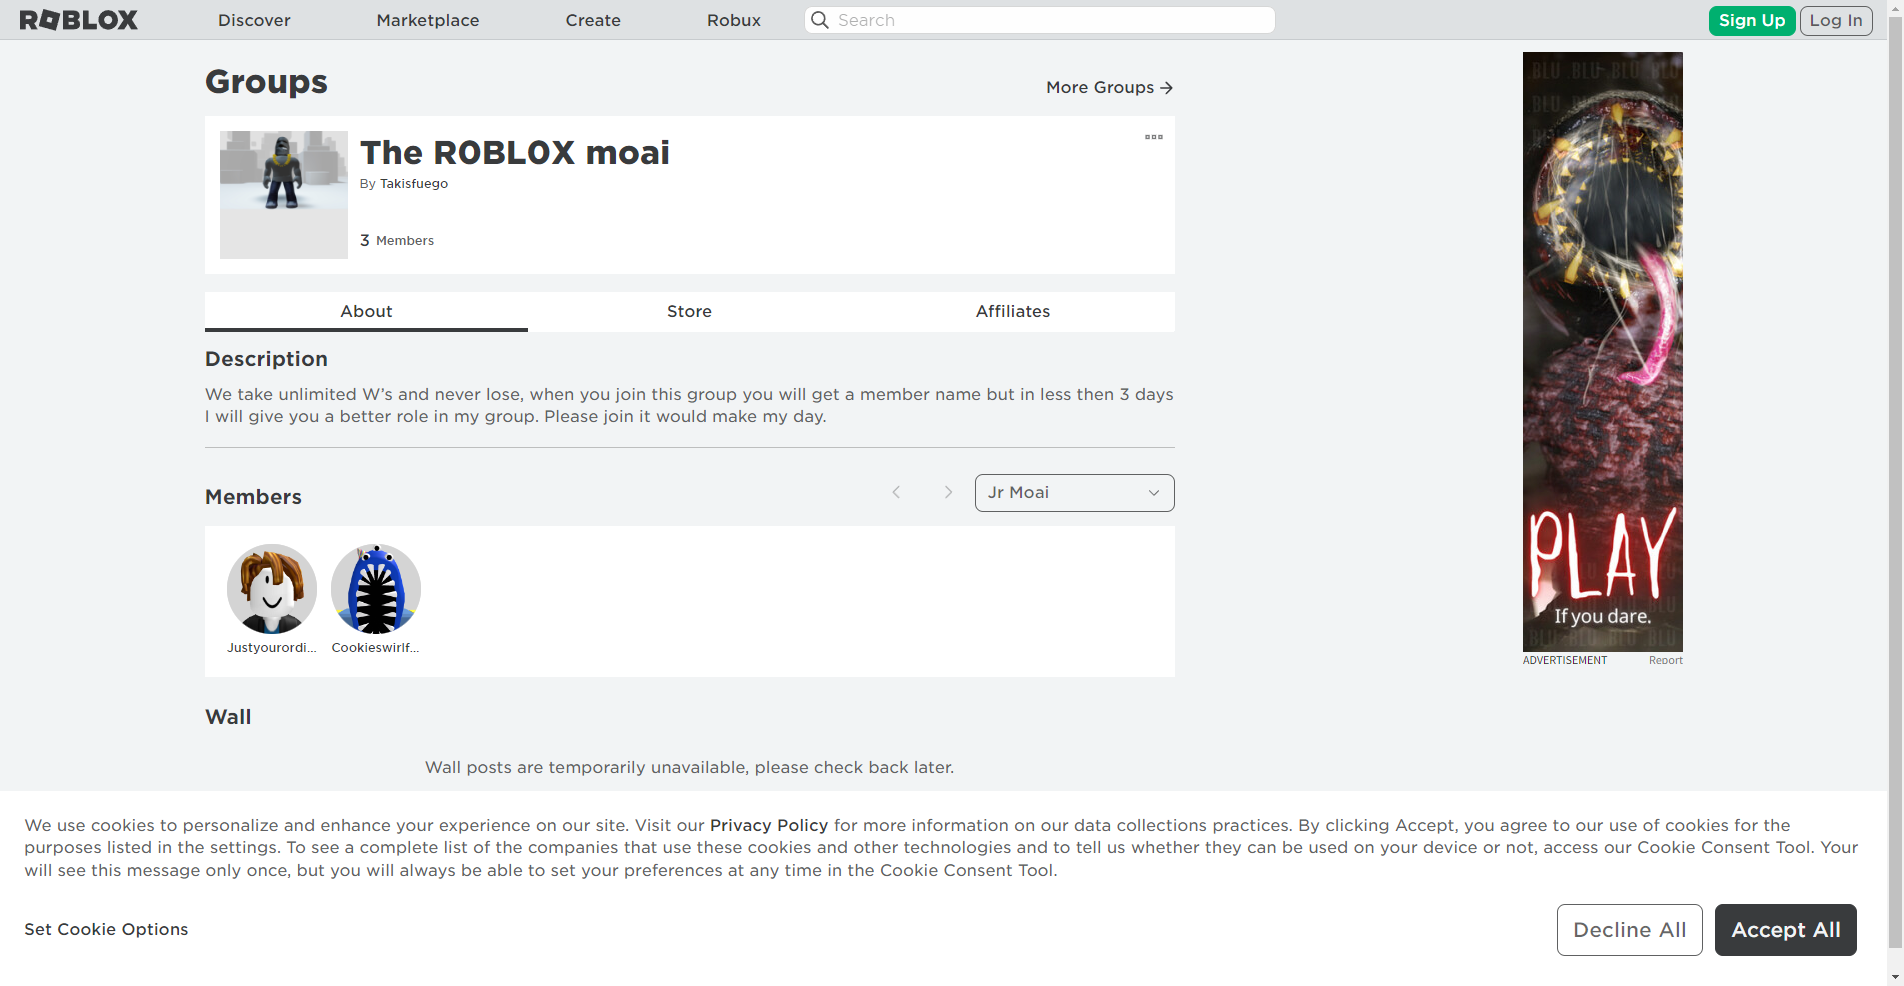 ROBLOX
Discover
Marketplace
Create
Robux
Search
Sign Up
Log In
Groups
More Groups
The R0BL0X moai
By Takisfuego
3 Members
About
Store
Affiliates
Description
We take unlimited W’s and never lose, when you join this group you will get a member name but in less then 3 days
I will give you a better role in my group. Please join it would make my day.
Members
Jr Moai
Justyourordi...
Cookieswirlf...
Wall
Wall posts are temporarily unavailable, please check back later.
PLAY
If you dare.
ADVERTISEMENT
Report
We use cookies to personalize and enhance your experience on our site. Visit our Privacy Policy for more information on our data collections practices. By clicking Accept, you agree to our use of cookies for the
purposes listed in the settings. To see a complete list of the companies that use these cookies and other technologies and to tell us whether they can be used on your device or not, access our Cookie Consent Tool. Your
will see this message only once, but you will always be able to set your preferences at any time in the Cookie Consent Tool.
Set Cookie Options
Decline All
Accept All